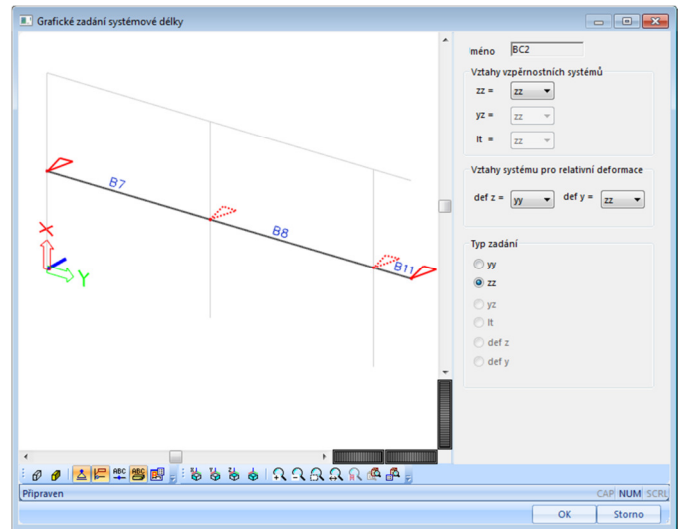 Grafické zadání systémové délky
méno BC2
Vztahy vzpěrnostních systémů
zz = zz
yz = zz
lt = zz
Vztahy systému pro relativní deformace
def z = yy def y = zz
Typ zadání
yy
zz
yz
lt
def z
def y
B7
B8
B11
X
Y
ABC
ABC
Připraven
CAP NUM SCRL
OK Storno